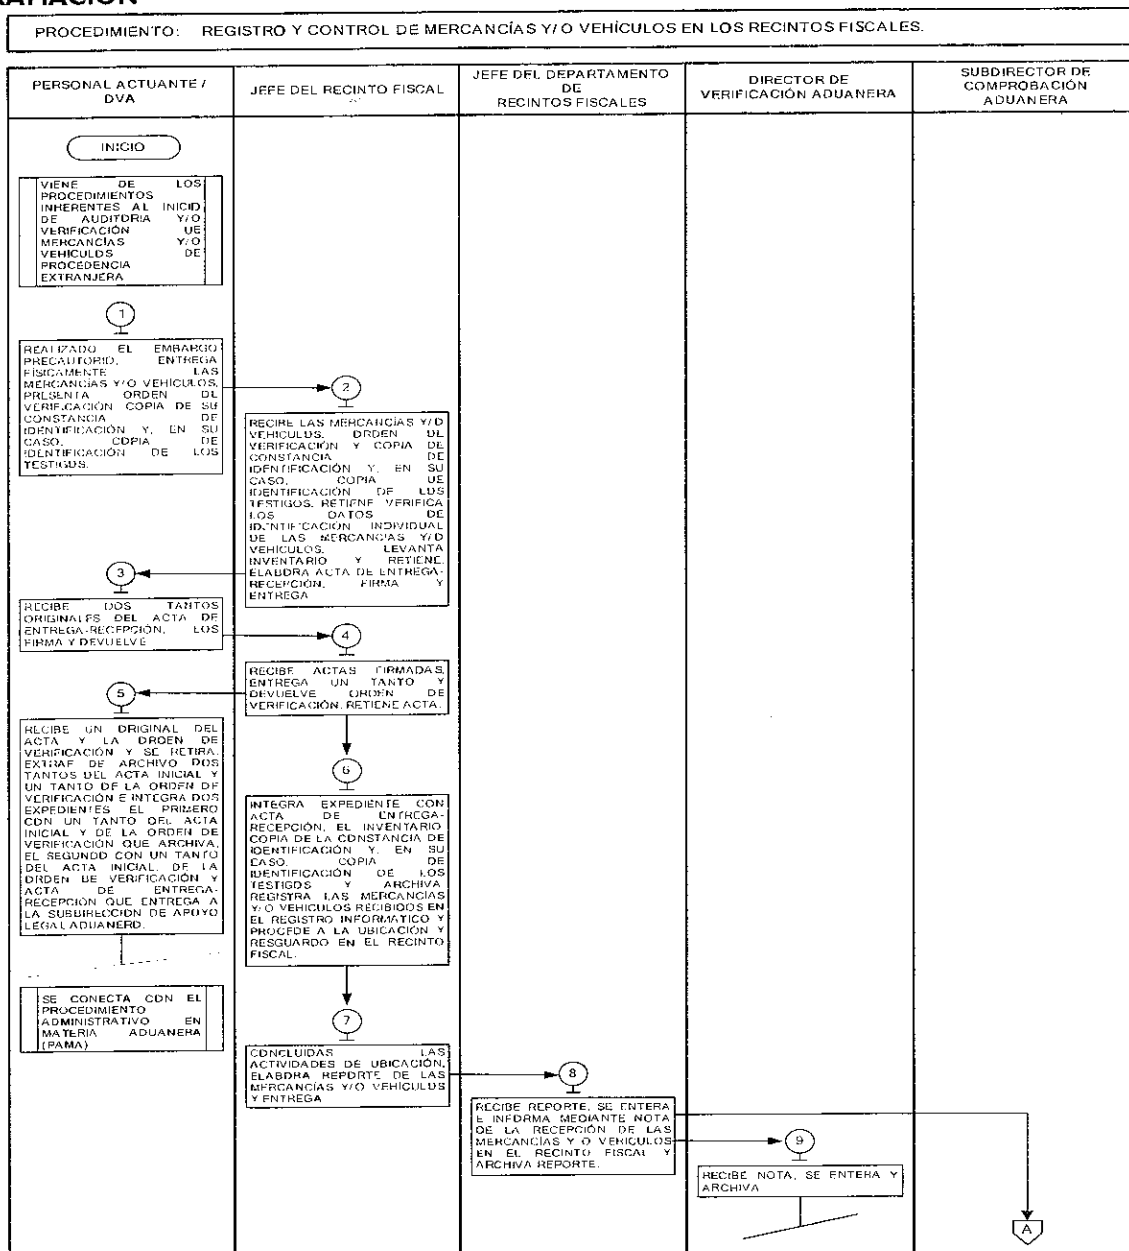 PROCEDIMIENTO: REGISTRO Y CONTROL DE MERCANCÍAS Y/O VEHÍCULOS EN LOS RECINTOS FISCALES.
PERSONAL ACTUANTE /
DVA
JEFE DEL RECINTO FISCAL
JEFE DEL DEPARTAMENTO
DE
RECINTOS FISCALES
DIRECTOR DE
VERIFICACIÓN ADUANERA
SUBDIRECTOR DE
COMPROBACIÓN
ADUANERA
INICIO
VIENE DE LOS
PROCEDIMIENTOS
INHERENTES AL INICIO
DE AUDITORIA Y/O
VERIFICACIÓN DE
MERCANCÍAS Y/O
VEHICULOS DE
PROCEDENCIA
EXTRANJERA
1
REALIZADO EL EMBARGO
PRECAUTORIO, ENTREGA
FÍSICAMENTE LAS
MERCANCÍAS Y/O VEHÍCULOS,
PRESENTA ORDEN DE
VERIFICACIÓN COPIA DE SU
CONSTANCIA DE
IDENTIFICACIÓN Y, EN SU
CASO, COPIA DE
IDENTIFICACIÓN DE LOS
TESTIGOS.
2
RECIBE LAS MERCANCÍAS Y/O
VEHICULOS, ORDEN DE
VERIFICACIÓN Y COPIA DE
CONSTANCIA DE
IDENTIFICACIÓN Y, EN SU
CASO, COPIA DE
IDENTIFICACIÓN DE LOS
TESTIGOS. RETIENE VERIFICA
LOS DATOS DE
IDENTIFICACIÓN INDIVIDUAL
DE LAS MERCANCÍAS Y/O
VEHICULOS. LEVANTA
INVENTARIO Y RETIENE.
ELABORA ACTA DE ENTREGA-
RECEPCIÓN, FIRMA Y
ENTREGA
3
RECIBE DOS TANTOS
ORIGINALES DEL ACTA DE
ENTREGA-RECEPCIÓN, LOS
FIRMA Y DEVUELVE
4
RECIBE ACTAS FIRMADAS,
ENTREGA UN TANTO Y
DEVUELVE ORDEN DE
VERIFICACIÓN. RETIENE ACTA.
5
RECIBE UN ORIGINAL DEL
ACTA Y LA ORDEN DE
VERIFICACIÓN Y SE RETIRA.
EXTRAE DE ARCHIVO DOS
TANTOS DEL ACTA INICIAL Y
UN TANTO DE LA ORDEN DE
VERIFICACIÓN E INTEGRA DOS
EXPEDIENTES EL PRIMERO
CON UN TANTO DEL ACTA
INICIAL Y DE LA ORDEN DE
VERIFICACIÓN QUE ARCHIVA,
EL SEGUNDO CON UN TANTO
DEL ACTA INICIAL, DE LA
ORDEN DE VERIFICACIÓN Y
ACTA DE ENTREGA-
RECEPCIÓN QUE ENTREGA A
LA SUBDIRECCIÓN DE APOYO
LEGAL ADUANERO.
SE CONECTA CON EL
PROCEDIMIENTO
ADMINISTRATIVO EN
MATERIA ADUANERA
(PAMA)
6
INTEGRA EXPEDIENTE CON
ACTA DE ENTREGA-
RECEPCIÓN, EL INVENTARIO
COPIA DE LA CONSTANCIA DE
IDENTIFICACIÓN Y, EN SU
CASO, COPIA DE
IDENTIFICACIÓN DE LOS
TESTIGOS Y ARCHIVA.
REGISTRA LAS MERCANCÍAS
Y/O VEHÍCULOS RECIBIDOS EN
EL REGISTRO INFORMÁTICO Y
PROCEDE A LA UBICACIÓN Y
RESGUARDO EN EL RECINTO
FISCAL.
7
CONCLUIDAS LAS
ACTIVIDADES DE UBICACIÓN,
ELABORA REPORTE DE LAS
MERCANCÍAS Y/O VEHÍCULOS
Y ENTREGA
8
RECIBE REPORTE, SE ENTERA
E INFORMA MEDIANTE NOTA
DE LA RECEPCIÓN DE LAS
MERCANCÍAS Y O VEHÍCULOS
EN EL RECINTO FISCAL Y
ARCHIVA REPORTE.
9
RECIBE NOTA, SE ENTERA Y
ARCHIVA
A